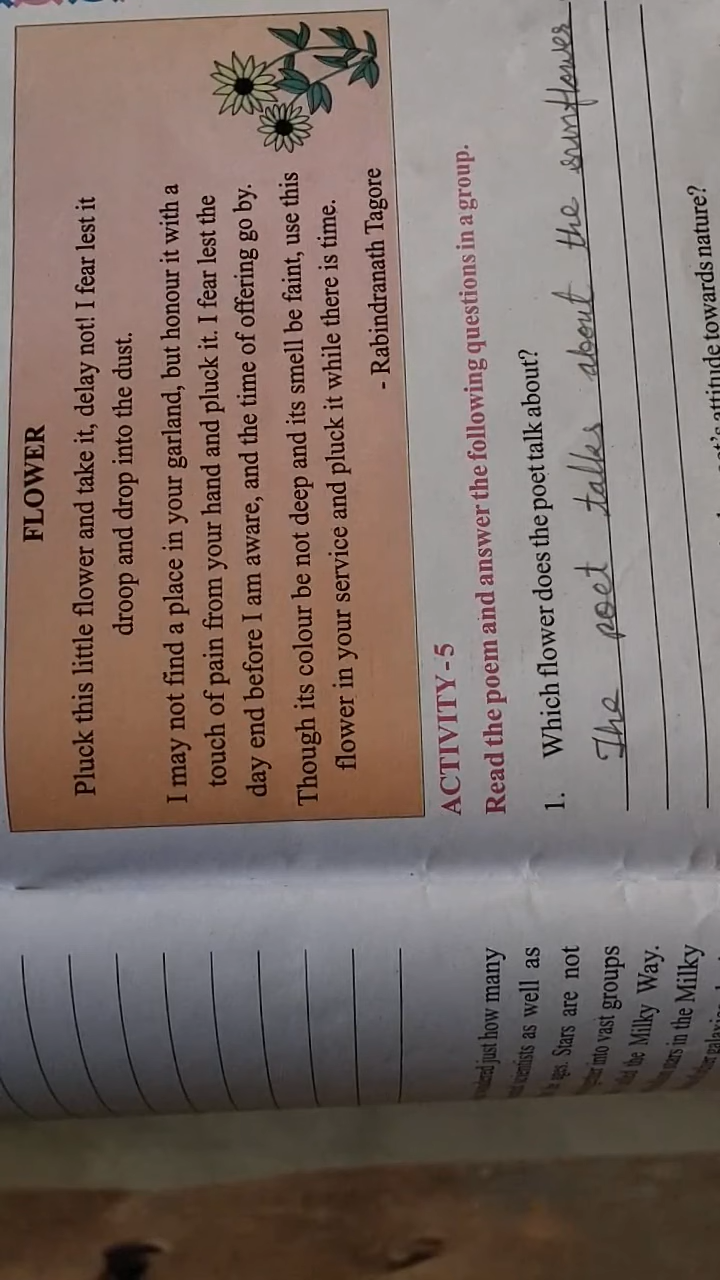 FLOWER
Pluck this little flower and take it, delay not! I fear lest it
droop and drop into the dust.
I may not find a place in your garland, but honour it with a
touch of pain from your hand and pluck it. I fear lest the
day end before I am aware, and the time of offering go by.
Though its colour be not deep and its smell be faint, use this
flower in your service and pluck it while there is time.
- Rabindranath Tagore
ACTIVITY - 5
Read the poem and answer the following questions in a group.
1. Which flower does the poet talk about?
The poet talks about the sunflower
attitude towards nature?
just how many
as well as
Stars are not
into vast groups
the Milky Way.
stars in the Milky